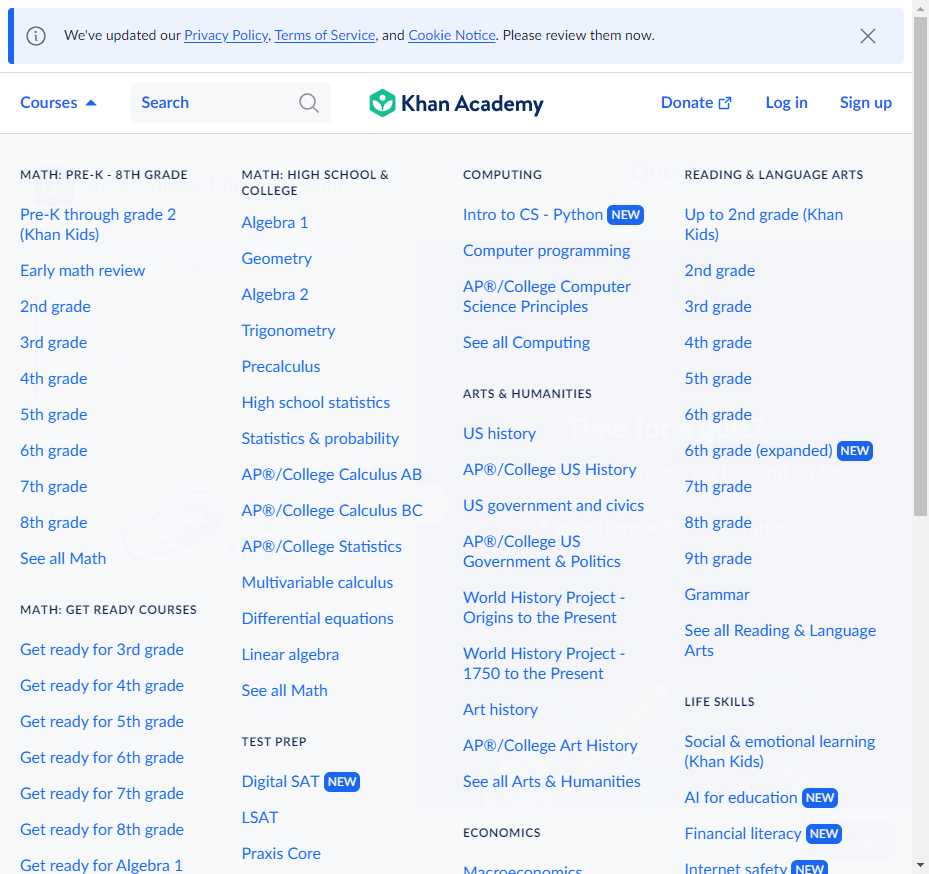 We've updated our Privacy Policy, Terms of Service, and Cookie Notice. Please review them now.
Courses
Search
Khan Academy
Donate
Log in
Sign up
MATH: PRE-K - 8TH GRADE
Pre-K through grade 2
(Khan Kids)
Early math review
2nd grade
3rd grade
4th grade
5th grade
6th grade
7th grade
8th grade
See all Math
MATH: GET READY COURSES
Get ready for 3rd grade
Get ready for 4th grade
Get ready for 5th grade
Get ready for 6th grade
Get ready for 7th grade
Get ready for 8th grade
Get ready for Algebra 1
MATH: HIGH SCHOOL &
COLLEGE
Algebra 1
Geometry
Algebra 2
Trigonometry
Precalculus
High school statistics
Statistics & probability
AP®/College Calculus AB
AP®/College Calculus BC
AP®/College Statistics
Multivariable calculus
Differential equations
Linear algebra
See all Math
TEST PREP
Digital SAT NEW
LSAT
Praxis Core
COMPUTING
Intro to CS - Python NEW
Computer programming
AP®/College Computer
Science Principles
See all Computing
ARTS & HUMANITIES
US history
AP®/College US History
US government and civics
AP®/College US
Government & Politics
World History Project -
Origins to the Present
World History Project -
1750 to the Present
Art history
AP®/College Art History
See all Arts & Humanities
ECONOMICS
Macroeconomics
READING & LANGUAGE ARTS
Up to 2nd grade (Khan
Kids)
2nd grade
3rd grade
4th grade
5th grade
6th grade
6th grade (expanded) NEW
7th grade
8th grade
9th grade
Grammar
See all Reading & Language
Arts
LIFE SKILLS
Social & emotional learning
(Khan Kids)
AI for education NEW
Financial literacy NEW
Internet safety NEW